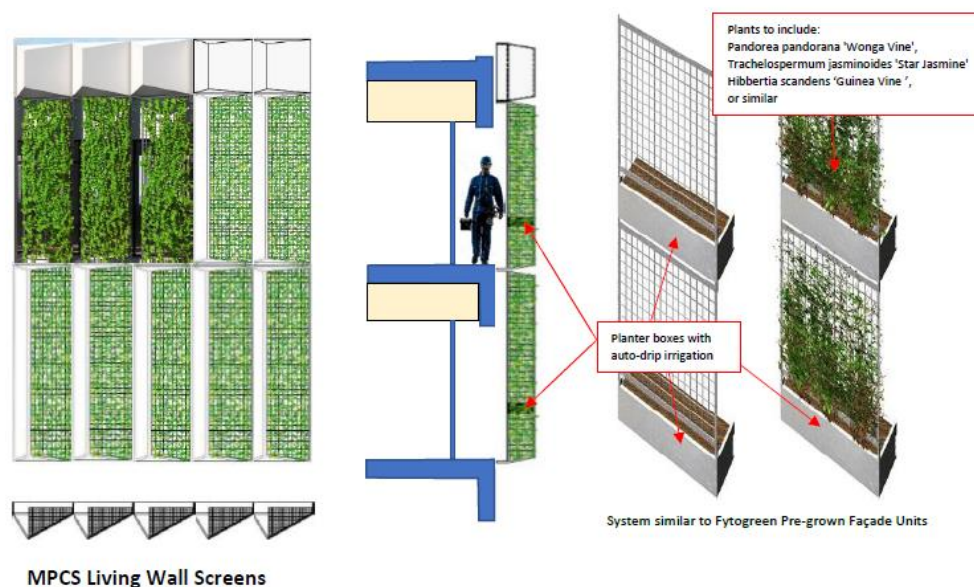 Plants to include:
Pandorea pandorana 'Wonga Vine',
Trachelospermum jasminoides 'Star Jasmine'
Hibbertia scandens ‘Guinea Vine ’,
or similar
Planter boxes with
auto-drip irrigation
System similar to Fytogreen Pre-grown Façade Units
MPCS Living Wall Screens